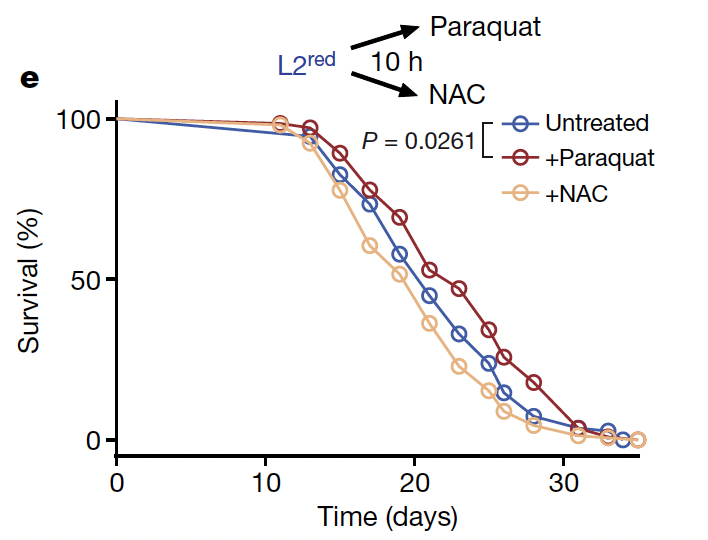 e
L2red
10 h
Paraquat
NAC
P = 0.0261
Untreated
+Paraquat
+NAC
Survival (%)
100
50
0
0 10 20 30
Time (days)